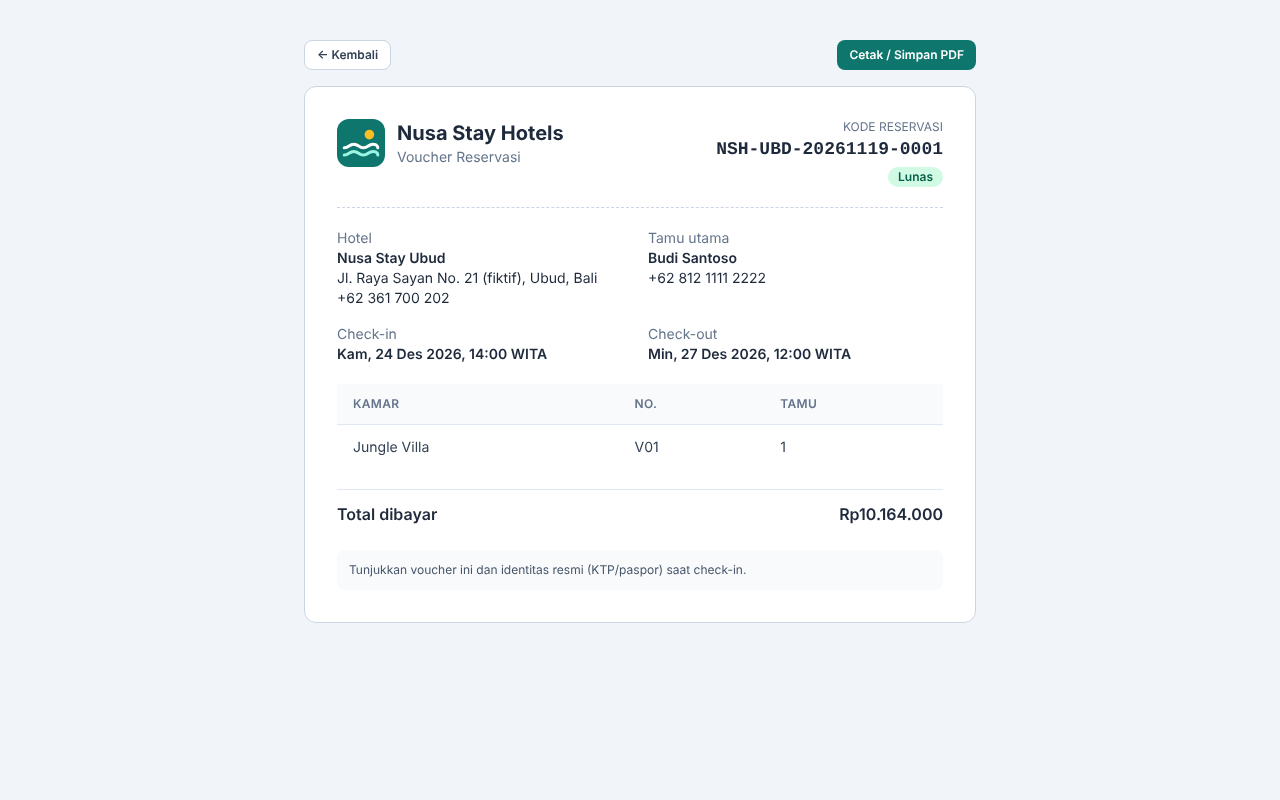 ← Kembali
Cetak / Simpan PDF
Nusa Stay Hotels
Voucher Reservasi
KODE RESERVASI
NSH-UBD-20261119-0001
Lunas
Hotel
Nusa Stay Ubud
Jl. Raya Sayan No. 21 (fiktif), Ubud, Bali
+62 361 700 202
Tamu utama
Budi Santoso
+62 812 1111 2222
Check-in
Kam, 24 Des 2026, 14:00 WITA
Check-out
Min, 27 Des 2026, 12:00 WITA
KAMAR NO. TAMU
Jungle Villa V01 1
Total dibayar Rp10.164.000
Tunjukkan voucher ini dan identitas resmi (KTP/paspor) saat check-in.